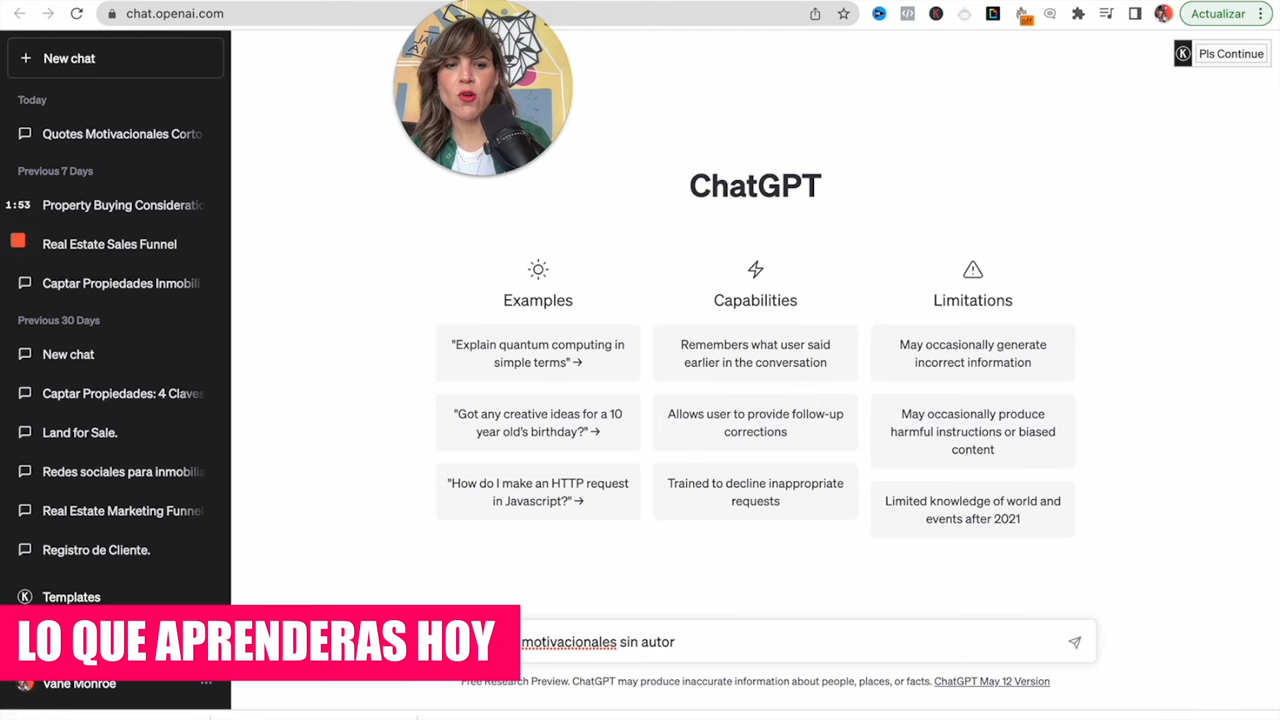 chat.openai.com
off
Actualizar
New chat
Today
Quotes Motivacionales Corto
Previous 7 Days
1:53
Property Buying Consideratio
Real Estate Sales Funnel
Captar Propiedades Inmobili
Previous 30 Days
New chat
Captar Propiedades: 4 Claves
Land for Sale.
Redes sociales para inmobilia
Real Estate Marketing Funnel
Registro de Cliente.
K Templates
LO QUE APRENDERAS HOY
Vane Monroe
K Pls Continue
ChatGPT
Examples
"Explain quantum computing in
simple terms" →
"Got any creative ideas for a 10
year old's birthday?" →
"How do I make an HTTP request
in Javascript?" →
Capabilities
Remembers what user said
earlier in the conversation
Allows user to provide follow-up
corrections
Trained to decline inappropriate
requests
Limitations
May occasionally generate
incorrect information
May occasionally produce
harmful instructions or biased
content
Limited knowledge of world and
events after 2021
motivacionales sin autor
Free Research Preview. ChatGPT may produce inaccurate information about people, places, or facts. ChatGPT May 12 Version